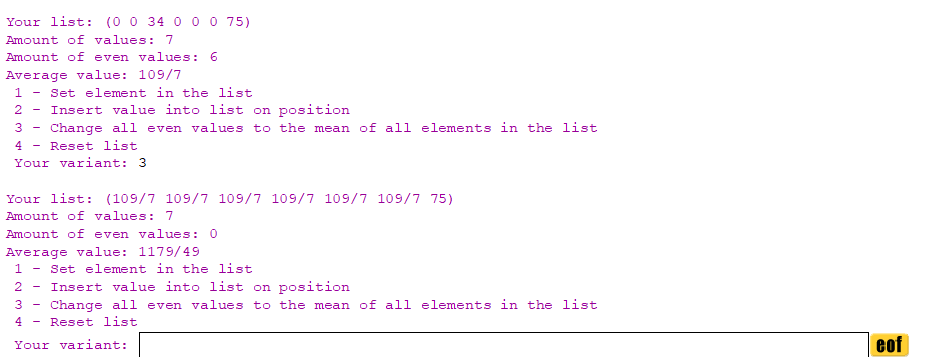 Your list: (0 0 34 0 0 0 75)
Amount of values: 7
Amount of even values: 6
Average value: 109/7
1 - Set element in the list
2 - Insert value into list on position
3 - Change all even values to the mean of all elements in the list
4 - Reset list
Your variant: 3
Your list: (109/7 109/7 109/7 109/7 109/7 109/7 75)
Amount of values: 7
Amount of even values: 0
Average value: 1179/49
1 - Set element in the list
2 - Insert value into list on position
3 - Change all even values to the mean of all elements in the list
4 - Reset list
Your variant: eof